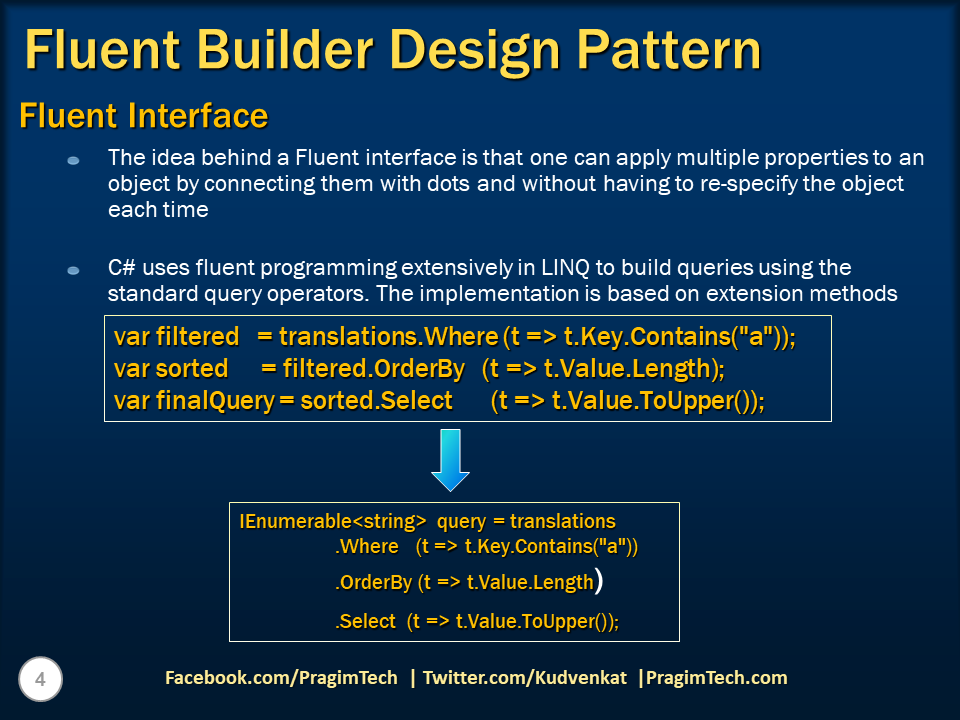 Fluent Builder Design Pattern
Fluent Interface
The idea behind a Fluent interface is that one can apply multiple properties to an
object by connecting them with dots and without having to re-specify the object
each time
C# uses fluent programming extensively in LINQ to build queries using the
standard query operators. The implementation is based on extension methods
var filtered = translations.Where (t => t.Key.Contains("a"));
var sorted = filtered.OrderBy (t => t.Value.Length);
var finalQuery = sorted.Select (t => t.Value.ToUpper());
IEnumerable<string> query = translations
.Where (t => t.Key.Contains("a"))
.OrderBy (t => t.Value.Length)
.Select (t => t.Value.ToUpper());
4
Facebook.com/PragimTech | Twitter.com/Kudvenkat |PragimTech.com